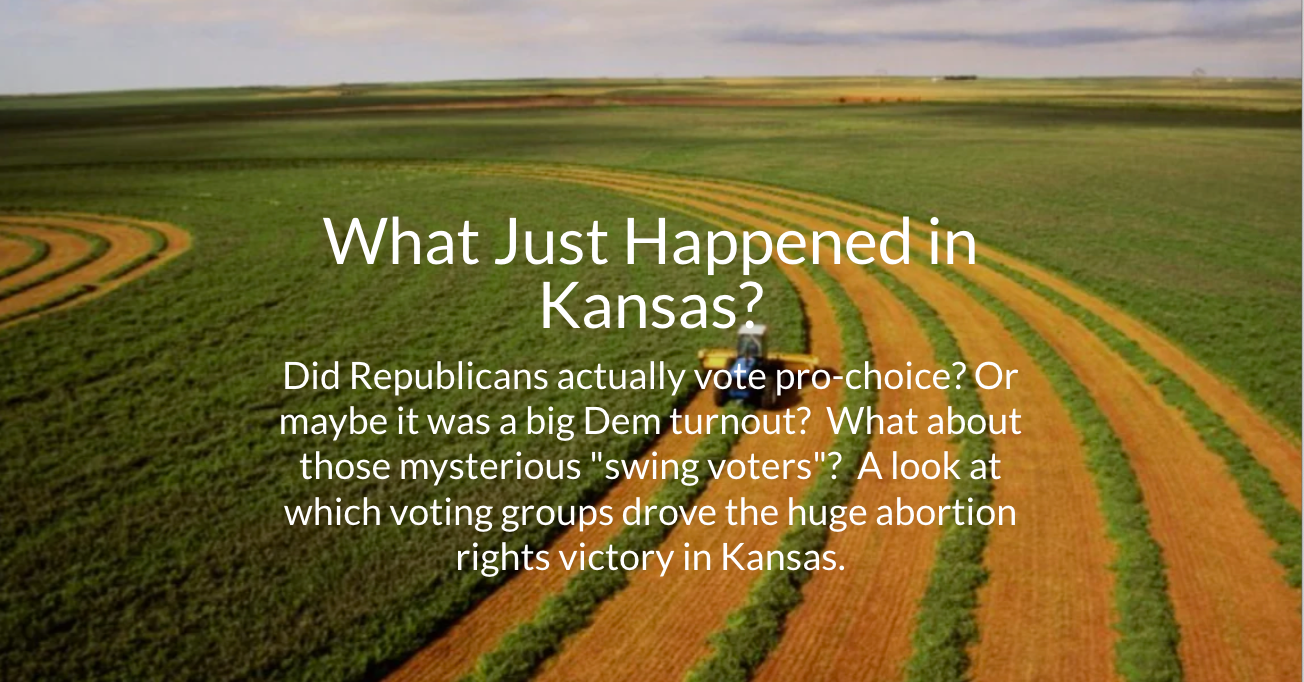 What Just Happened in
Kansas?
Did Republicans actually vote pro-choice? Or
maybe it was a big Dem turnout?  What about
those mysterious "swing voters"?  A look at
which voting groups drove the huge abortion
rights victory in Kansas.